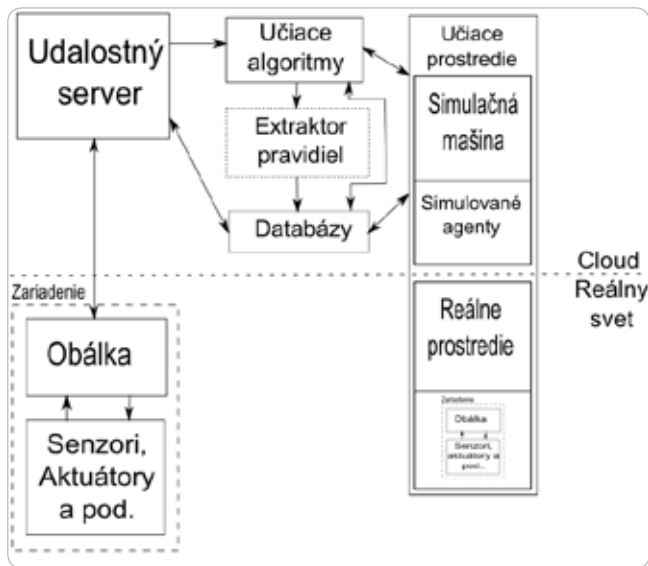 Udalostný
server
Učiace
algoritmy
Extraktor
pravidiel
Databázy
Učiace
prostredie
Simulačná
mašina
Simulované
agenty
Cloud
Reálny
svet
Zariadenie
Obálka
Senzori,
Aktuátory
a pod.
Reálne
prostredie
Zariadenie
Obálka
Senzori,
aktuátory a
pod..